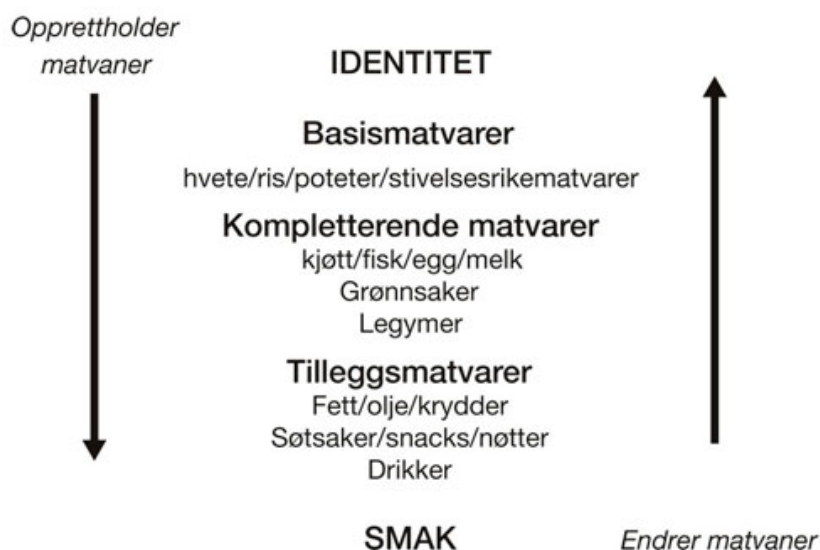 Opprettholder
matvaner
IDENTITET
Basismatvarer
hvete/ris/poteter/stivelsesrikematvarer
Kompletterende matvarer
kjøtt/fisk/egg/melk
Grønnsaker
Legymer
Tilleggsmatvarer
Fett/olje/krydder
Søtsaker/snacks/nøtter
Drikker
SMAK
Endrer matvaner